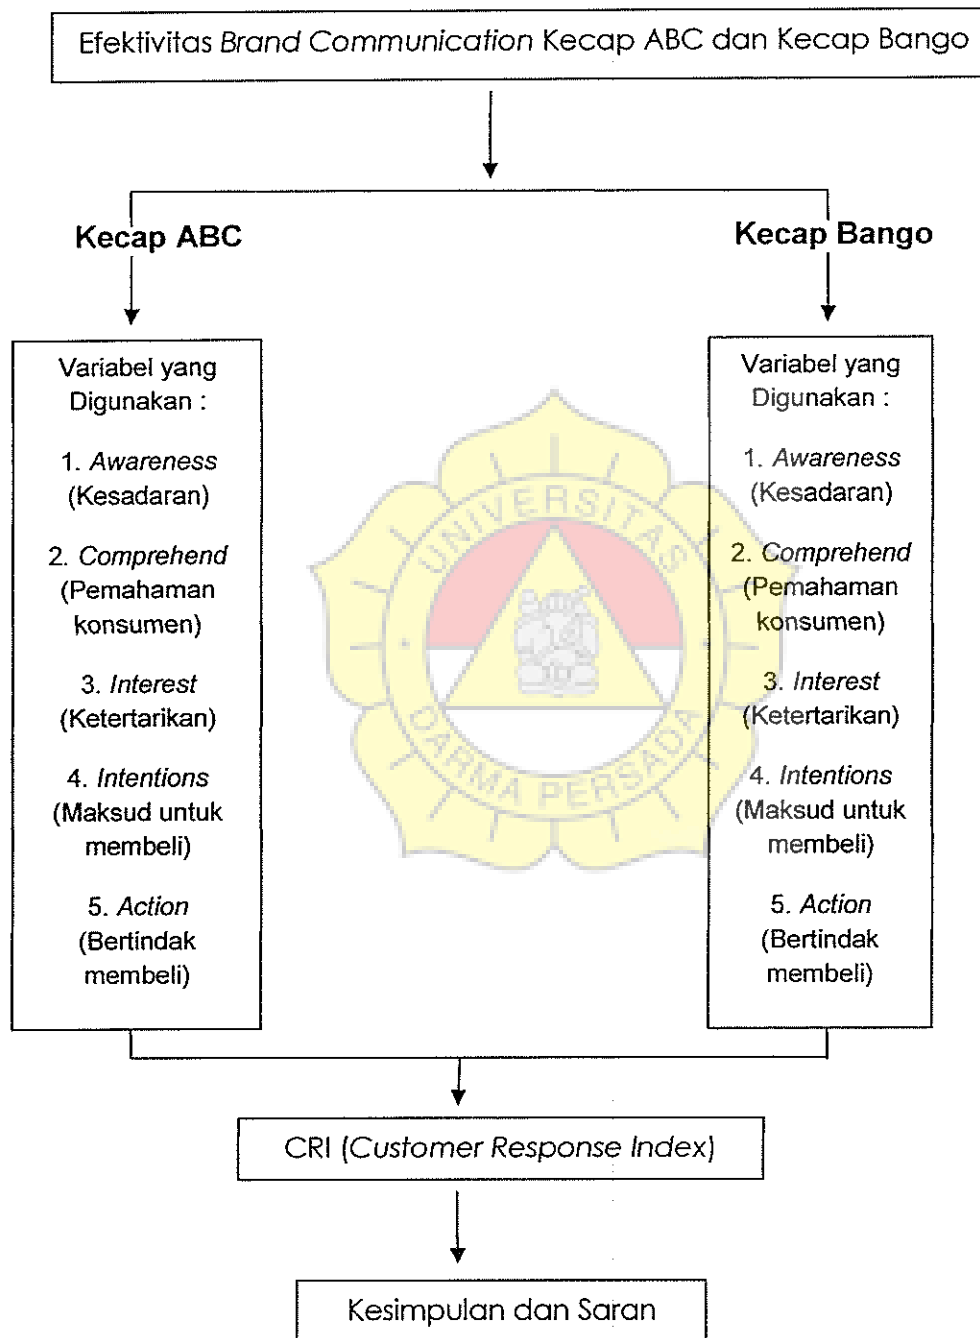 Efektivitas Brand Communication Kecap ABC dan Kecap Bango
Kecap ABC
Kecap Bango
Variabel yang
Digunakan :
1. Awareness
(Kesadaran)
2. Comprehend
(Pemahaman
konsumen)
3. Interest
(Ketertarikan)
4. Intentions
(Maksud untuk
membeli)
5. Action
(Bertindak
membeli)
Variabel yang
Digunakan :
1. Awareness
(Kesadaran)
2. Comprehend
(Pemahaman
konsumen)
3. Interest
(Ketertarikan)
4. Intentions
(Maksud untuk
membeli)
5. Action
(Bertindak
membeli)
UNIVERSITAS
DARMA PERSADA
CRI (Customer Response Index)
Kesimpulan dan Saran